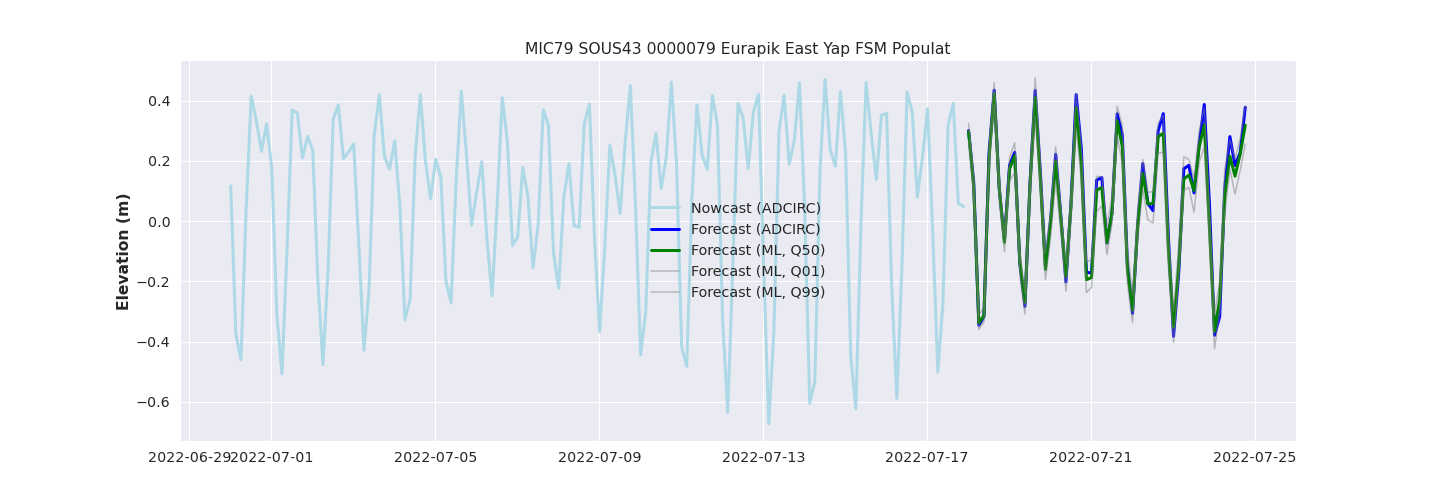 MIC79 SOUS43 0000079 Eurapik East Yap FSM Populat
Elevation (m)
0.4
0.2
0.0
−0.2
−0.4
−0.6
Nowcast (ADCIRC)
Forecast (ADCIRC)
Forecast (ML, Q50)
Forecast (ML, Q01)
Forecast (ML, Q99)
2022-06-29 2022-07-01 2022-07-05 2022-07-09 2022-07-13 2022-07-17 2022-07-21 2022-07-25